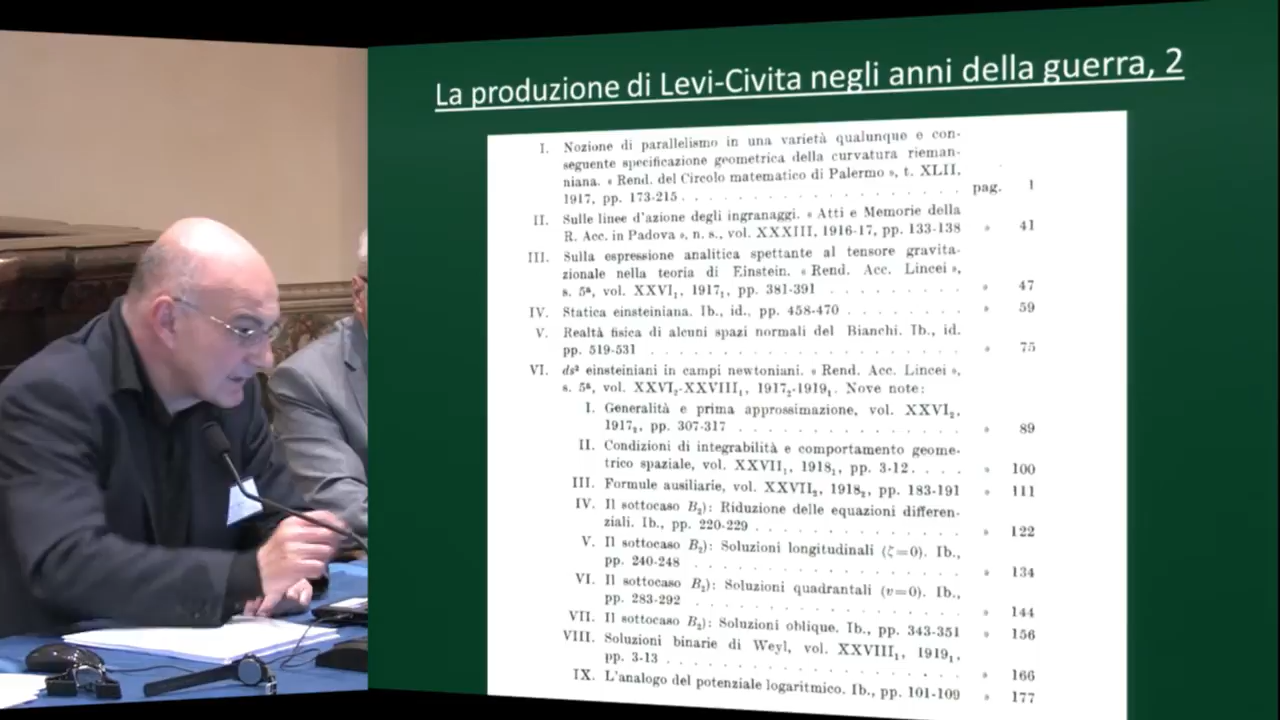 La produzione di Levi-Civita negli anni della guerra, 2
I. Nozione di parallelismo in una varietà qualunque e con-
seguente specificazione geometrica della curvatura rieman-
niana. « Rend. del Circolo matematico di Palermo », t. XLII,
1917, pp. 173-215 . . . . . . . . . . . . . . . . pag. 1
II. Sulle linee d'azione degli ingranaggi. « Atti e Memorie della
R. Acc. in Padova », n. s., vol. XXXIII, 1916-17, pp. 133-138 » 41
III. Sulla espressione analitica spettante al tensore gravita-
zionale nella teoria di Einstein. « Rend. Acc. Lincei »,
s. 5ª, vol. XXVI₁, 1917₁, pp. 381-391 . . . . . . . . . » 47
IV. Statica einsteiniana. Ib., id., pp. 458-470 . . . . . . . . » 59
V. Realtà fisica di alcuni spazi normali del Bianchi. Ib., id.
pp. 519-531 . . . . . . . . . . . . . . . . . . . » 75
VI. ds² einsteiniani in campi newtoniani. « Rend. Acc. Lincei »,
s. 5ª, vol. XXVI₂-XXVIII₁, 1917₂-1919₁. Nove note:
I. Generalità e prima approssimazione, vol. XXVI₂,
1917₂, pp. 307-317 . . . . . . . . . . . . . . » 89
II. Condizioni di integrabilità e comportamento geome-
trico spaziale, vol. XXVII₁, 1918₁, pp. 3-12 . . . . » 100
III. Formule ausiliarie, vol. XXVII₂, 1918₂, pp. 183-191 » 111
IV. Il sottocaso B₂): Riduzione delle equazioni differen-
ziali. Ib., pp. 220-229 . . . . . . . . . . . . . » 122
V. Il sottocaso B₂): Soluzioni longitudinali (ζ=0). Ib.,
pp. 240-248 . . . . . . . . . . . . . . . . » 134
VI. Il sottocaso B₂): Soluzioni quadrantali (ν=0). Ib.,
pp. 283-292 . . . . . . . . . . . . . . . . » 144
VII. Il sottocaso B₂): Soluzioni oblique. Ib., pp. 343-351 » 156
VIII. Soluzioni binarie di Weyl, vol. XXVIII₁, 1919₁,
pp. 3-13 . . . . . . . . . . . . . . . . . » 166
IX. L'analogo del potenziale logaritmico. Ib., pp. 101-109 » 177